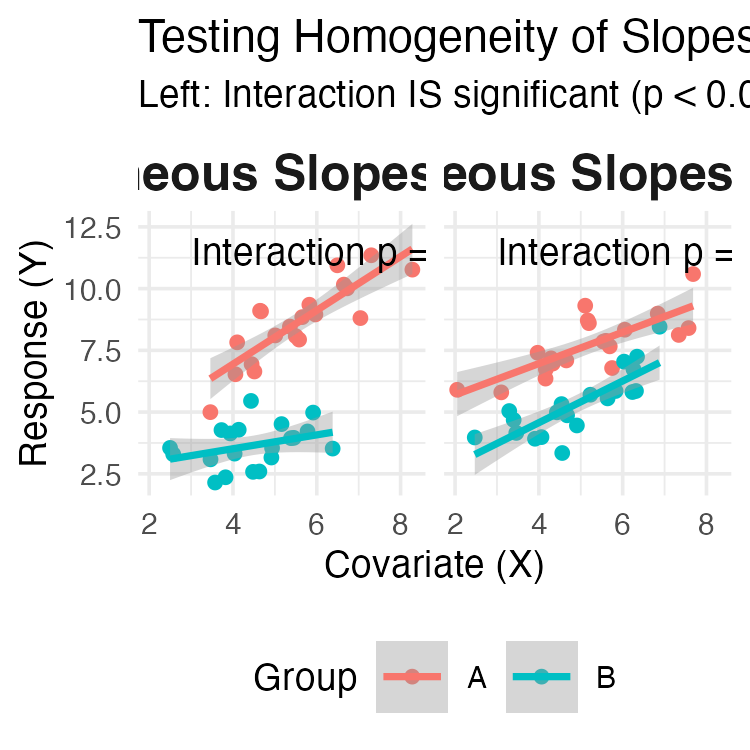 Testing Homogeneity of Slopes
Left: Interaction IS significant (p < 0.0
eous Slopes eous Slopes
Interaction p = Interaction p =
12.5
10.0
7.5
5.0
2.5
Response (Y)
2 4 6 8 2 4 6 8
Covariate (X)
Group A B